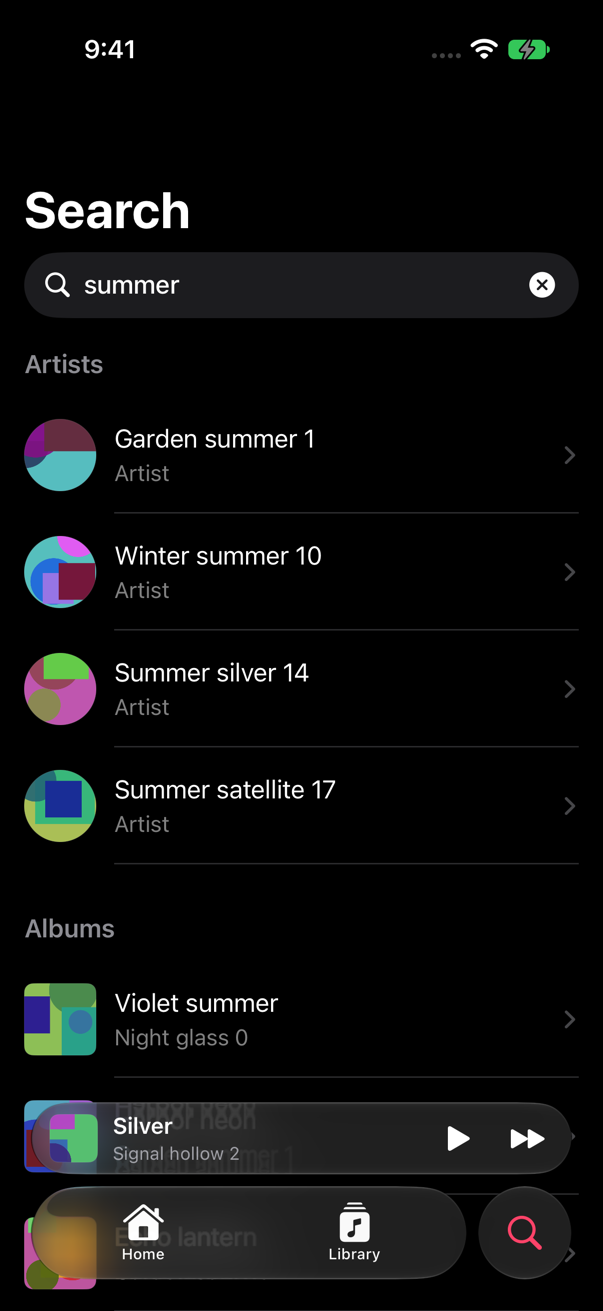 9:41
Search
summer
Artists
Garden summer 1
Artist
Winter summer 10
Artist
Summer silver 14
Artist
Summer satellite 17
Artist
Albums
Violet summer
Night glass 0
Silver
Signal hollow 2
lantern
Home
Library